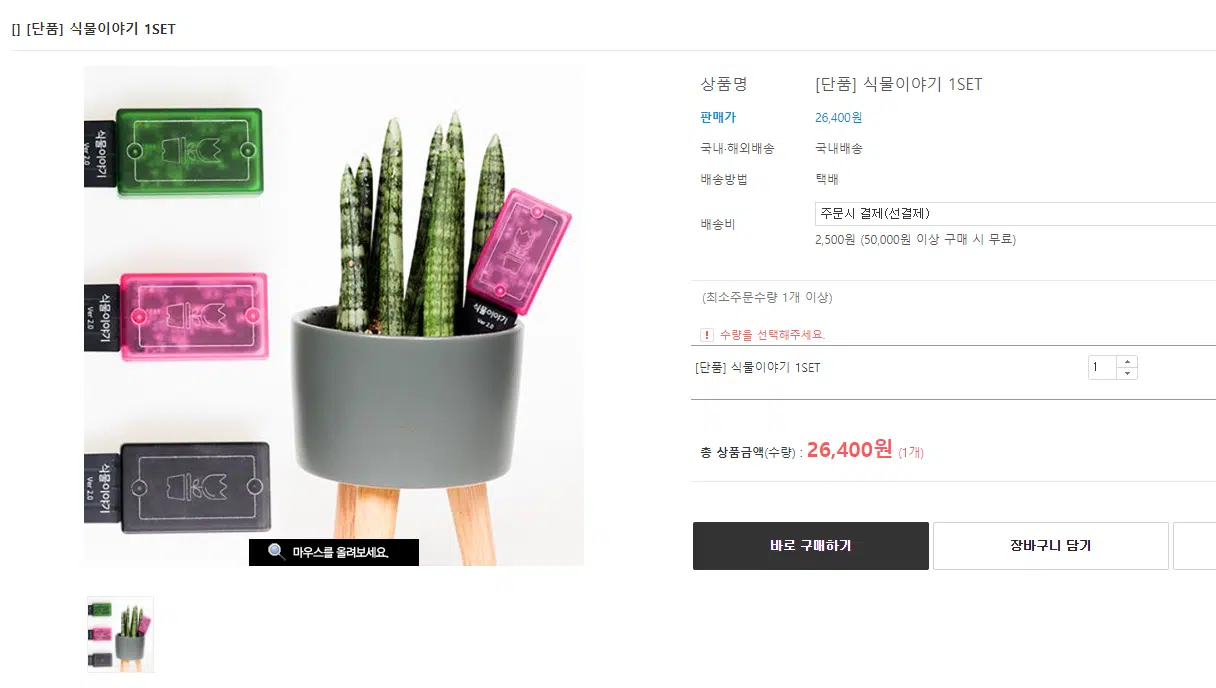 [] [단품] 식물이야기 1SET
식물이야기
Ver 2.0
식물이야기
Ver 2.0
식물이야기
Ver 2.0
식물이야기
Ver 2.0
마우스를 올려보세요.
상품명 [단품] 식물이야기 1SET
판매가 26,400원
국내·해외배송 국내배송
배송방법 택배
배송비 주문시 결제(선결제)
2,500원 (50,000원 이상 구매 시 무료)
(최소주문수량 1개 이상)
! 수량을 선택해주세요.
[단품] 식물이야기 1SET 1
총 상품금액(수량) : 26,400원 (1개)
바로 구매하기 장바구니 담기